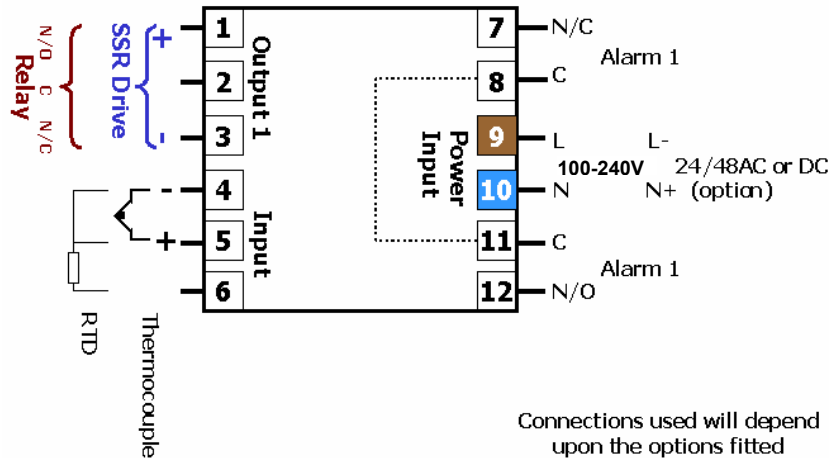 N/O C N/C
Relay
SSR Drive
+
-
1
2
3
4
5
6
Output 1
Input
-
+
RTD
Thermocouple
Power
Input
7 N/C
Alarm 1
8 C
9 L L-
100-240V 24/48AC or DC
10 N N+ (option)
11 C
Alarm 1
12 N/O
Connections used will depend
upon the options fitted